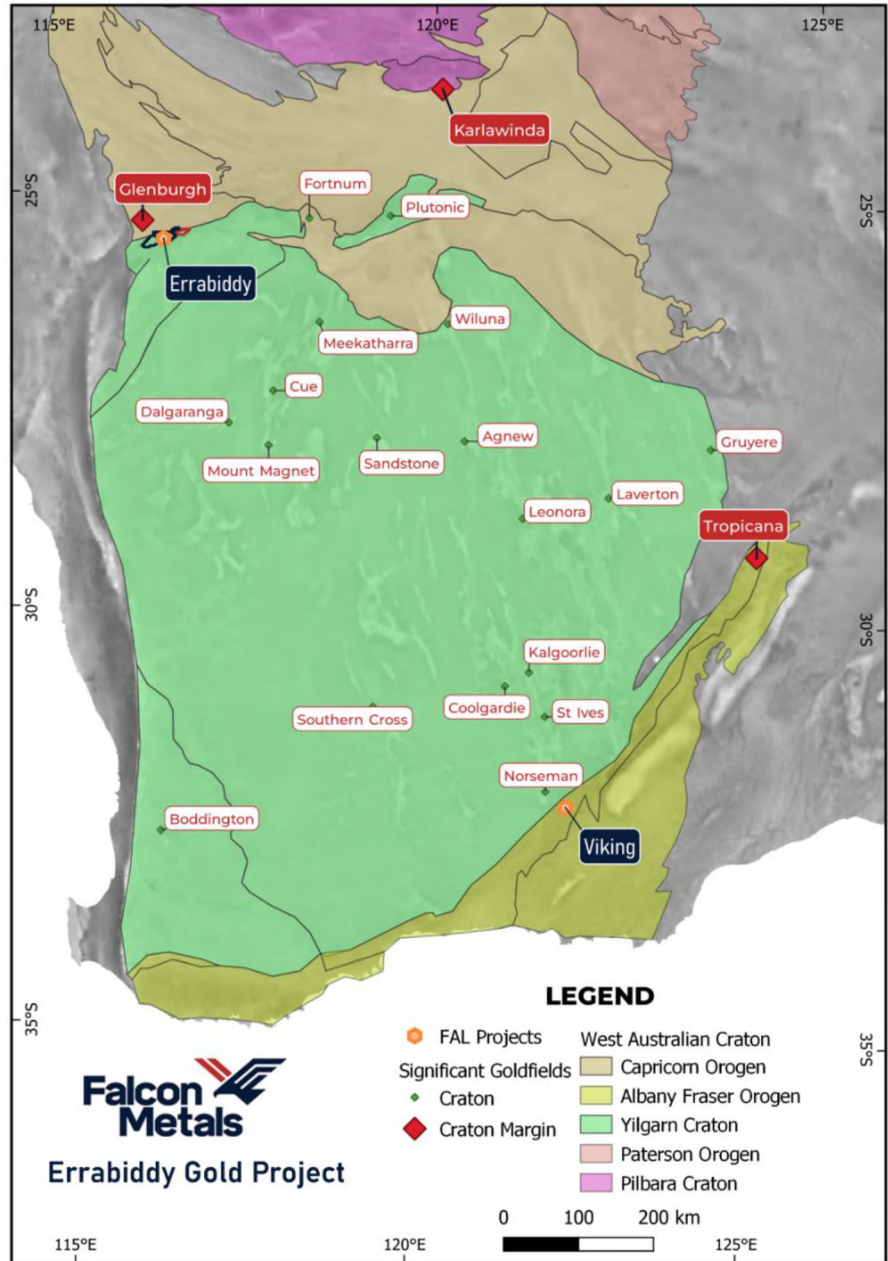 115°E
120°E
125°E
Karlawinda
25°S
Glenburgh
Fortnum
Plutonic
25°S
Errabiddy
Wiluna
Meekatharra
Cue
Dalgaranga
Agnew
Gruyere
Mount Magnet
Sandstone
Laverton
Leonora
Tropicana
30°S
30°S
Kalgoorlie
Coolgardie
St Ives
Southern Cross
Norseman
Boddington
Viking
LEGEND
FAL Projects
Significant Goldfields
Craton
Craton Margin
West Australian Craton
Capricorn Orogen
Albany Fraser Orogen
Yilgarn Craton
Paterson Orogen
Pilbara Craton
35°S
35°S
Falcon
Metals
Errabiddy Gold Project
0 100 200 km
115°E
120°E
125°E